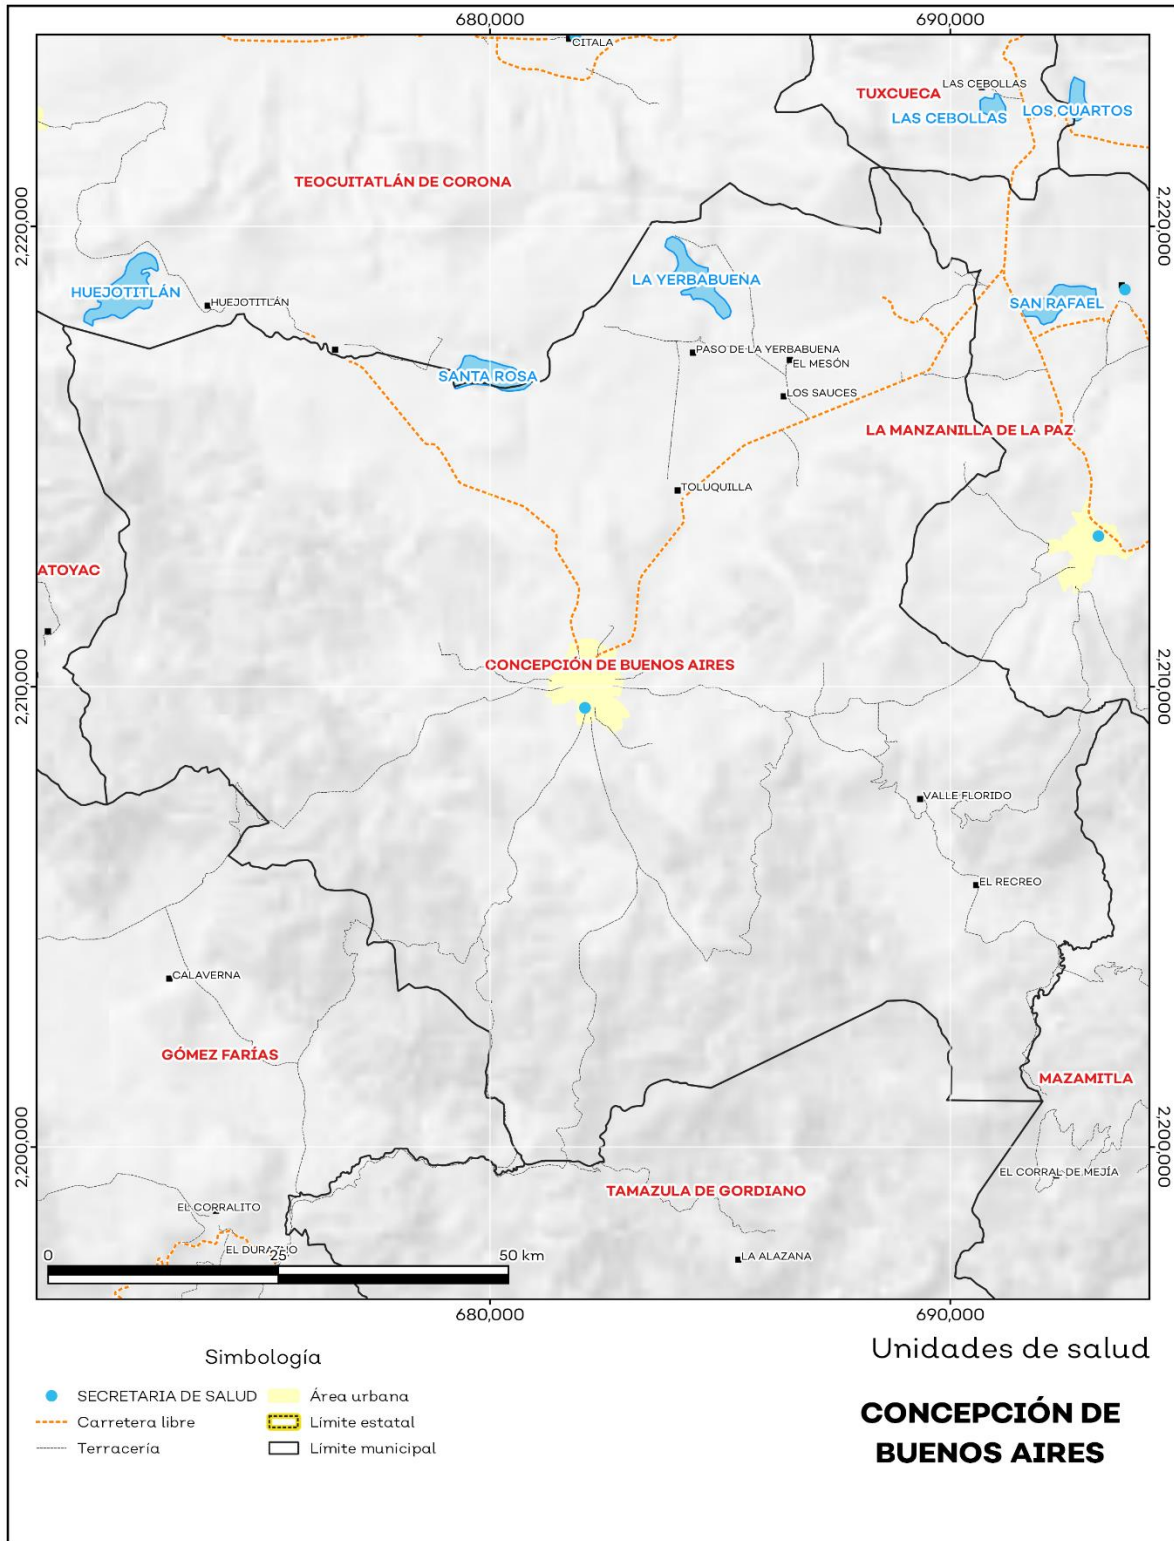 680,000
690,000
CITALA
LAS CEBOLLAS
TUXCUECA
LAS CEBOLLAS
LOS CUARTOS
TEOCUITATLÁN DE CORONA
2,220,000
2,220,000
HUEJOTITLÁN
HUEJOTITLÁN
LA YERBABUENA
SAN RAFAEL
PASO DE LA YERBABUENA
EL MESÓN
SANTA ROSA
LOS SAUCES
LA MANZANILLA DE LA PAZ
TOLUQUILLA
ATOYAC
CONCEPCIÓN DE BUENOS AIRES
2,210,000
2,210,000
VALLE FLORIDO
EL RECREO
CALAVERNA
GÓMEZ FARÍAS
MAZAMITLA
2,200,000
2,200,000
EL CORRAL DE MEJÍA
TAMAZULA DE GORDIANO
EL CORRALITO
EL DURAZNO
LA ALAZANA
0 25 50 km
680,000
690,000
Simbología
SECRETARIA DE SALUD
Carretera libre
Terracería
Área urbana
Límite estatal
Límite municipal
Unidades de salud
CONCEPCIÓN DE
BUENOS AIRES